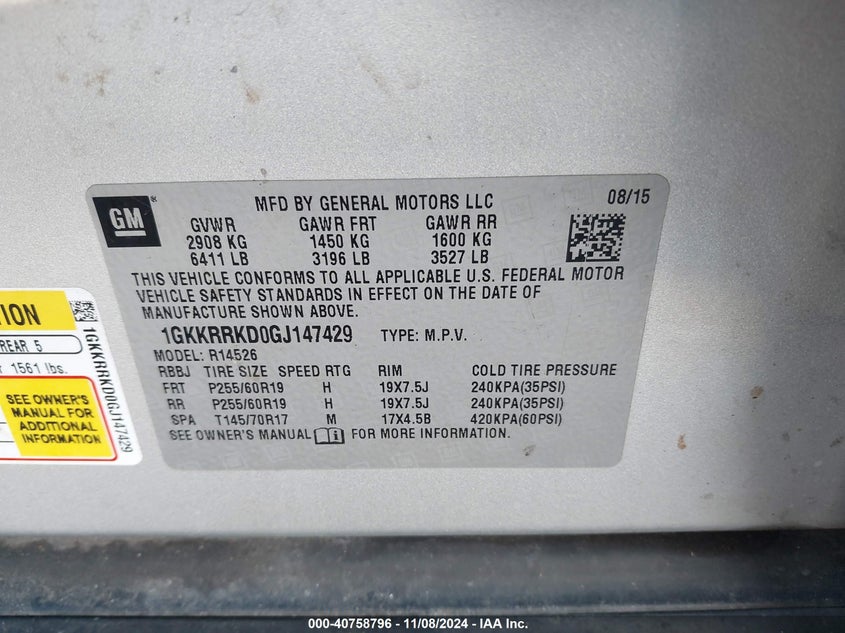 GM
MFD BY GENERAL MOTORS LLC 08/15
GVWR GAWR FRT GAWR RR
2908 KG 1450 KG 1600 KG
6411 LB 3196 LB 3527 LB
THIS VEHICLE CONFORMS TO ALL APPLICABLE U.S. FEDERAL MOTOR
VEHICLE SAFETY STANDARDS IN EFFECT ON THE DATE OF
MANUFACTURE SHOWN ABOVE.
1GKKRRKD0GJ147429 TYPE: M.P.V.
MODEL: R14526
RBBJ TIRE SIZE SPEED RTG RIM COLD TIRE PRESSURE
FRT P255/60R19 H 19X7.5J 240KPA(35PSI)
RR P255/60R19 H 19X7.5J 240KPA(35PSI)
SPA T145/70R17 M 17X4.5B 420KPA(60PSI)
SEE OWNER'S MANUAL FOR MORE INFORMATION.
REAR 5
1561 lbs.
SEE OWNER'S
MANUAL FOR
ADDITIONAL
INFORMATION
1GKKRRKD0GJ147429
000-40758796 - 11/08/2024 - IAA Inc.